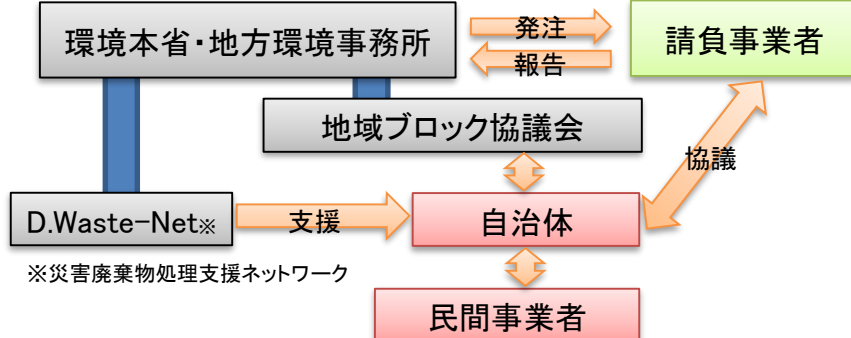 環境本省・地方環境事務所
発注
報告
請負事業者
地域ブロック協議会
協議
D.Waste-Net※
支援
自治体
※災害廃棄物処理支援ネットワーク
民間事業者